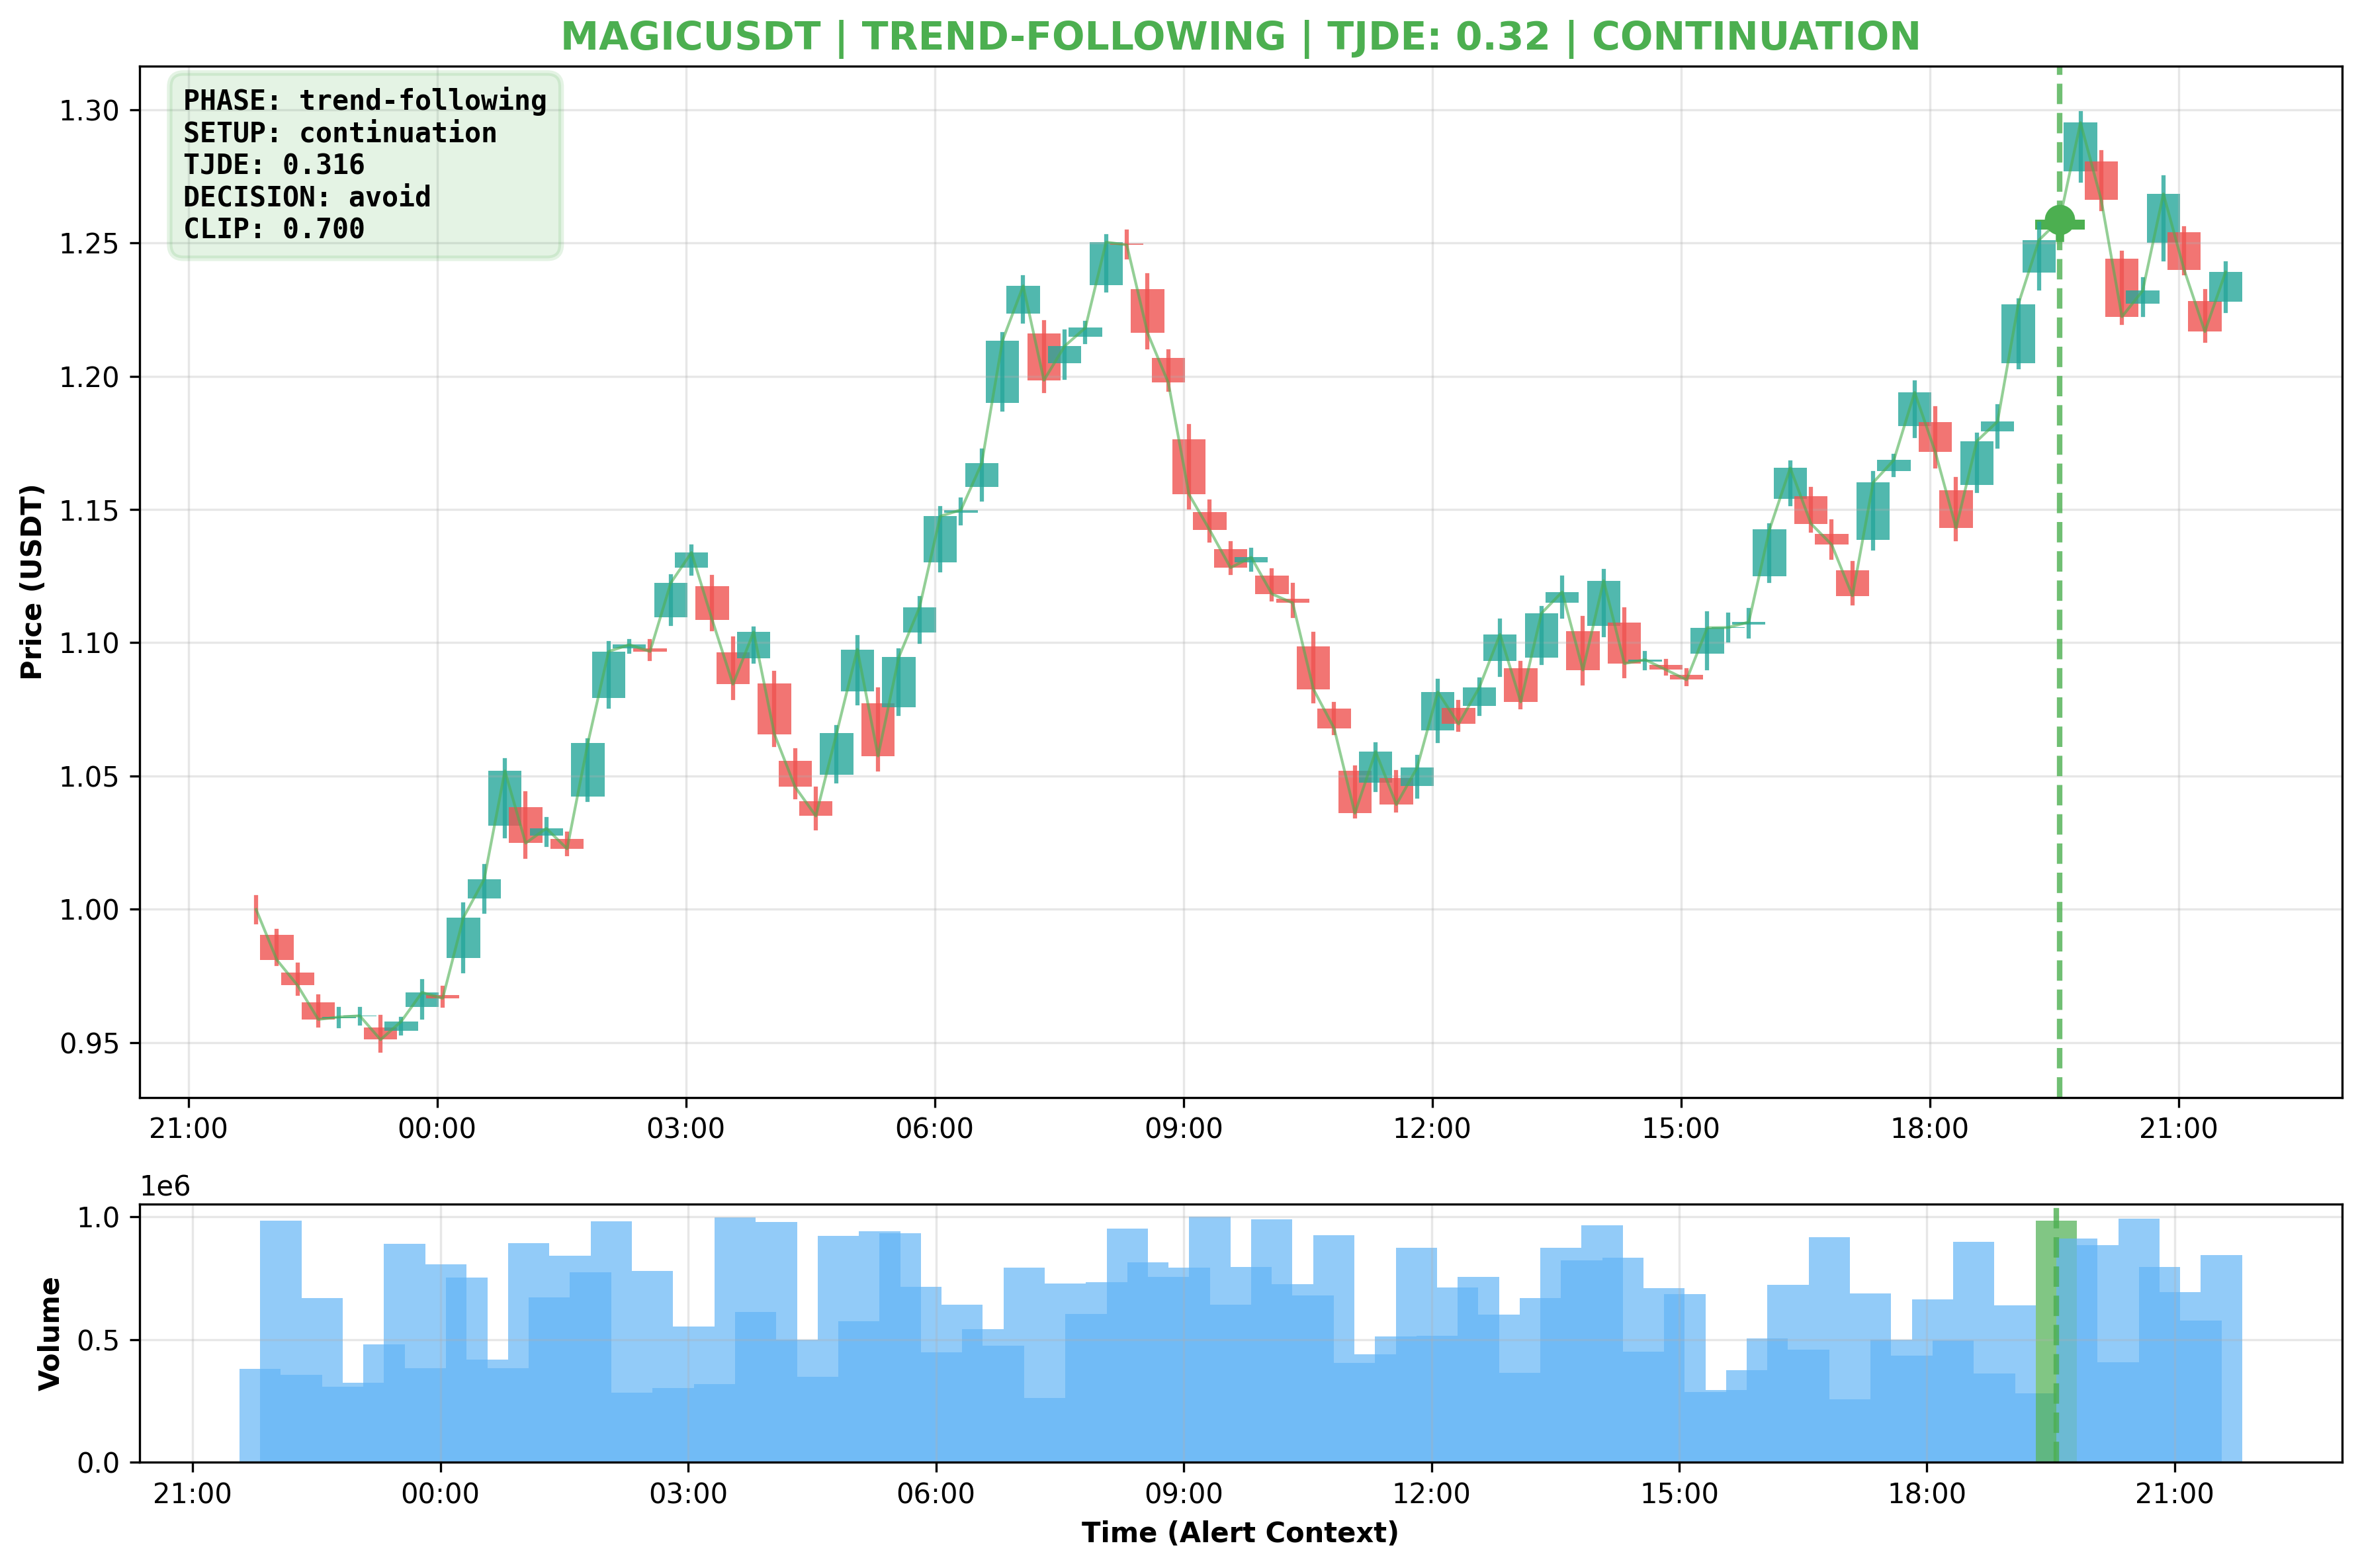 MAGICUSDT | TREND-FOLLOWING | TJDE: 0.32 | CONTINUATION
PHASE: trend-following
SETUP: continuation
TJDE: 0.316
DECISION: avoid
CLIP: 0.700
Price (USDT)
1.30
1.25
1.20
1.15
1.10
1.05
1.00
0.95
21:00 00:00 03:00 06:00 09:00 12:00 15:00 18:00 21:00
1e6
Volume
1.0
0.5
0.0
21:00 00:00 03:00 06:00 09:00 12:00 15:00 18:00 21:00
Time (Alert Context)